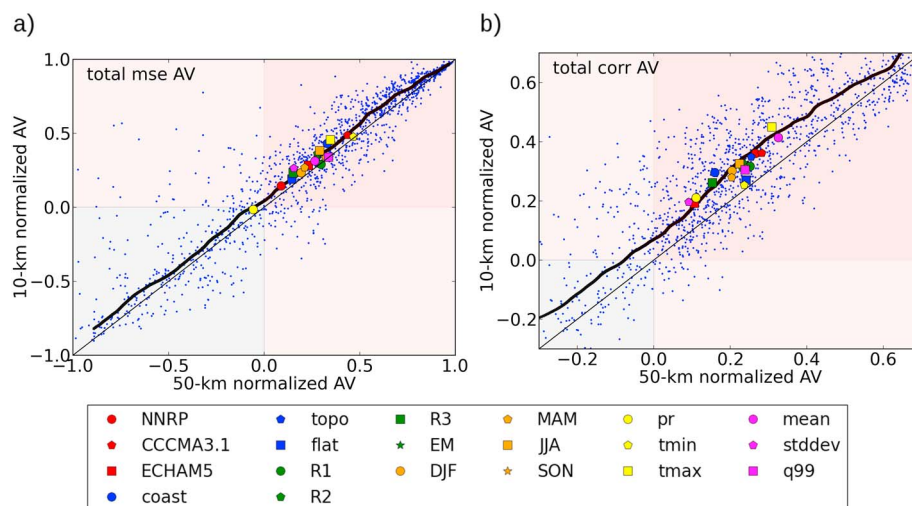 a)
b)
total mse AV
total corr AV
1.0
0.5
0.0
−0.5
−1.0
−1.0
−0.5
0.0
0.5
1.0
10-km normalized AV
50-km normalized AV
0.6
0.4
0.2
0.0
−0.2
−0.2
0.0
0.2
0.4
0.6
10-km normalized AV
50-km normalized AV
NNRP topo R3 MAM pr mean
CCCMA3.1 flat EM JJA tmin stddev
ECHAM5 R1 DJF SON tmax q99
coast R2